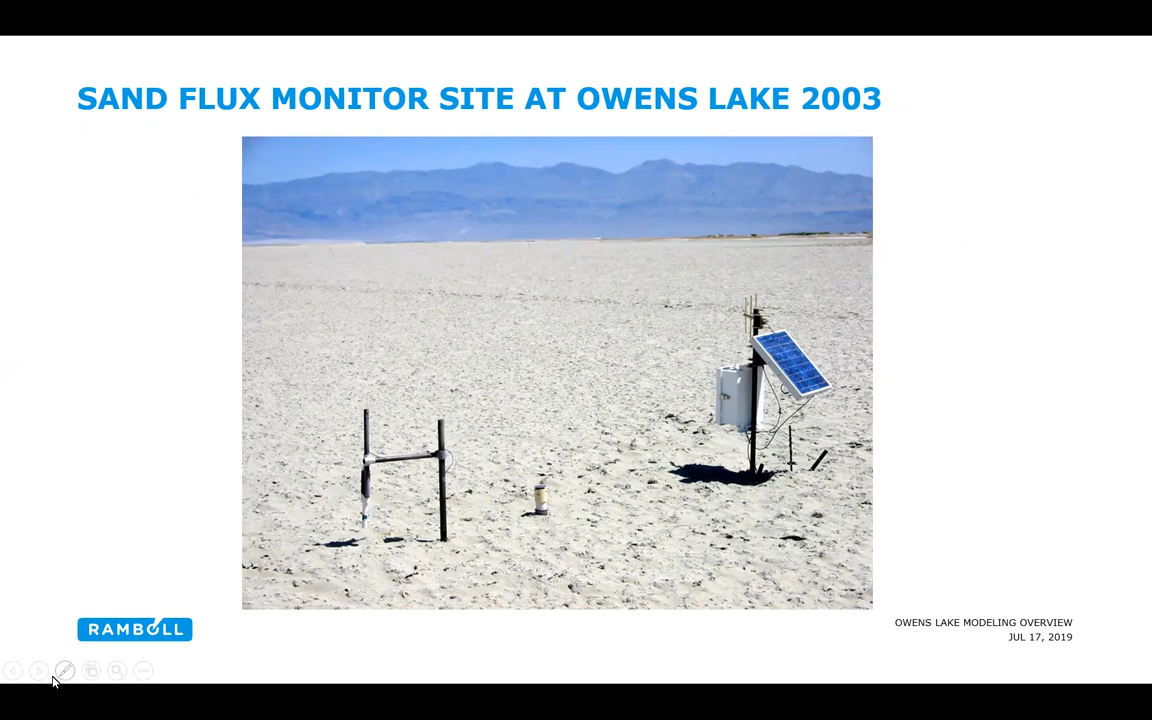 SAND FLUX MONITOR SITE AT OWENS LAKE 2003
RAMBOLL
OWENS LAKE MODELING OVERVIEW
JUL 17, 2019